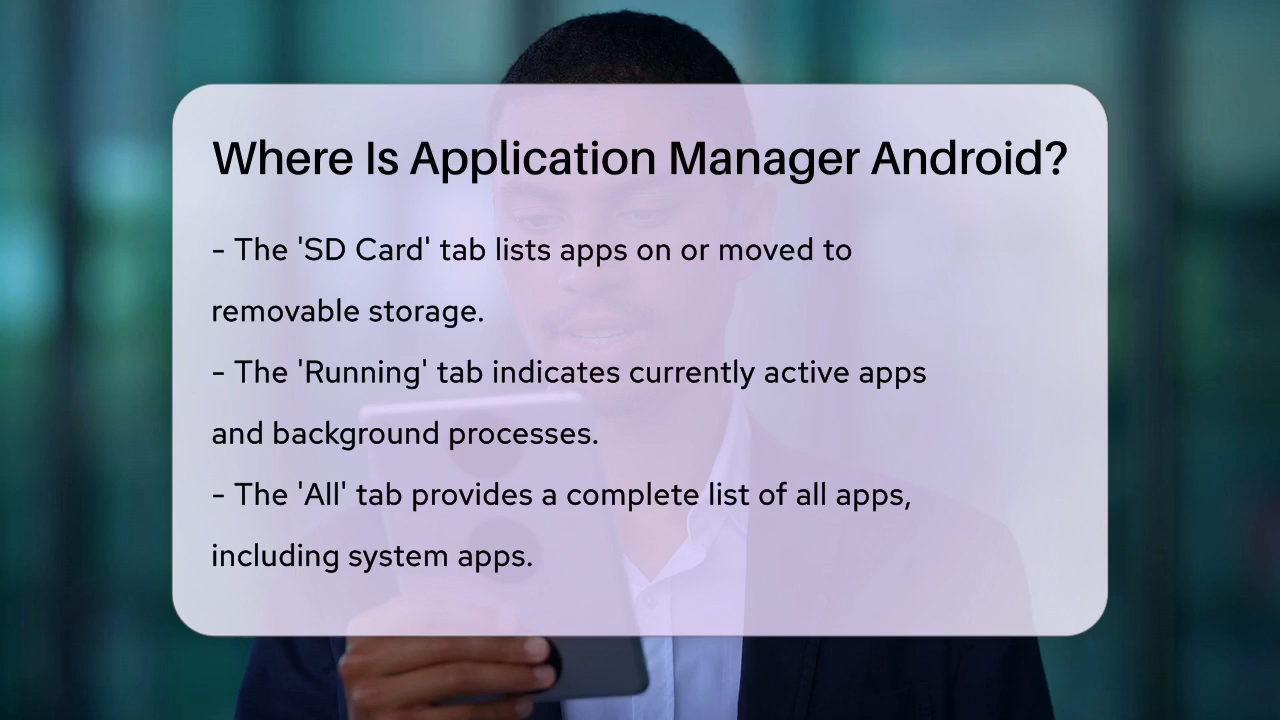 Where Is Application Manager Android?
- The 'SD Card' tab lists apps on or moved to
removable storage.
- The 'Running' tab indicates currently active apps
and background processes.
- The 'All' tab provides a complete list of all apps,
including system apps.